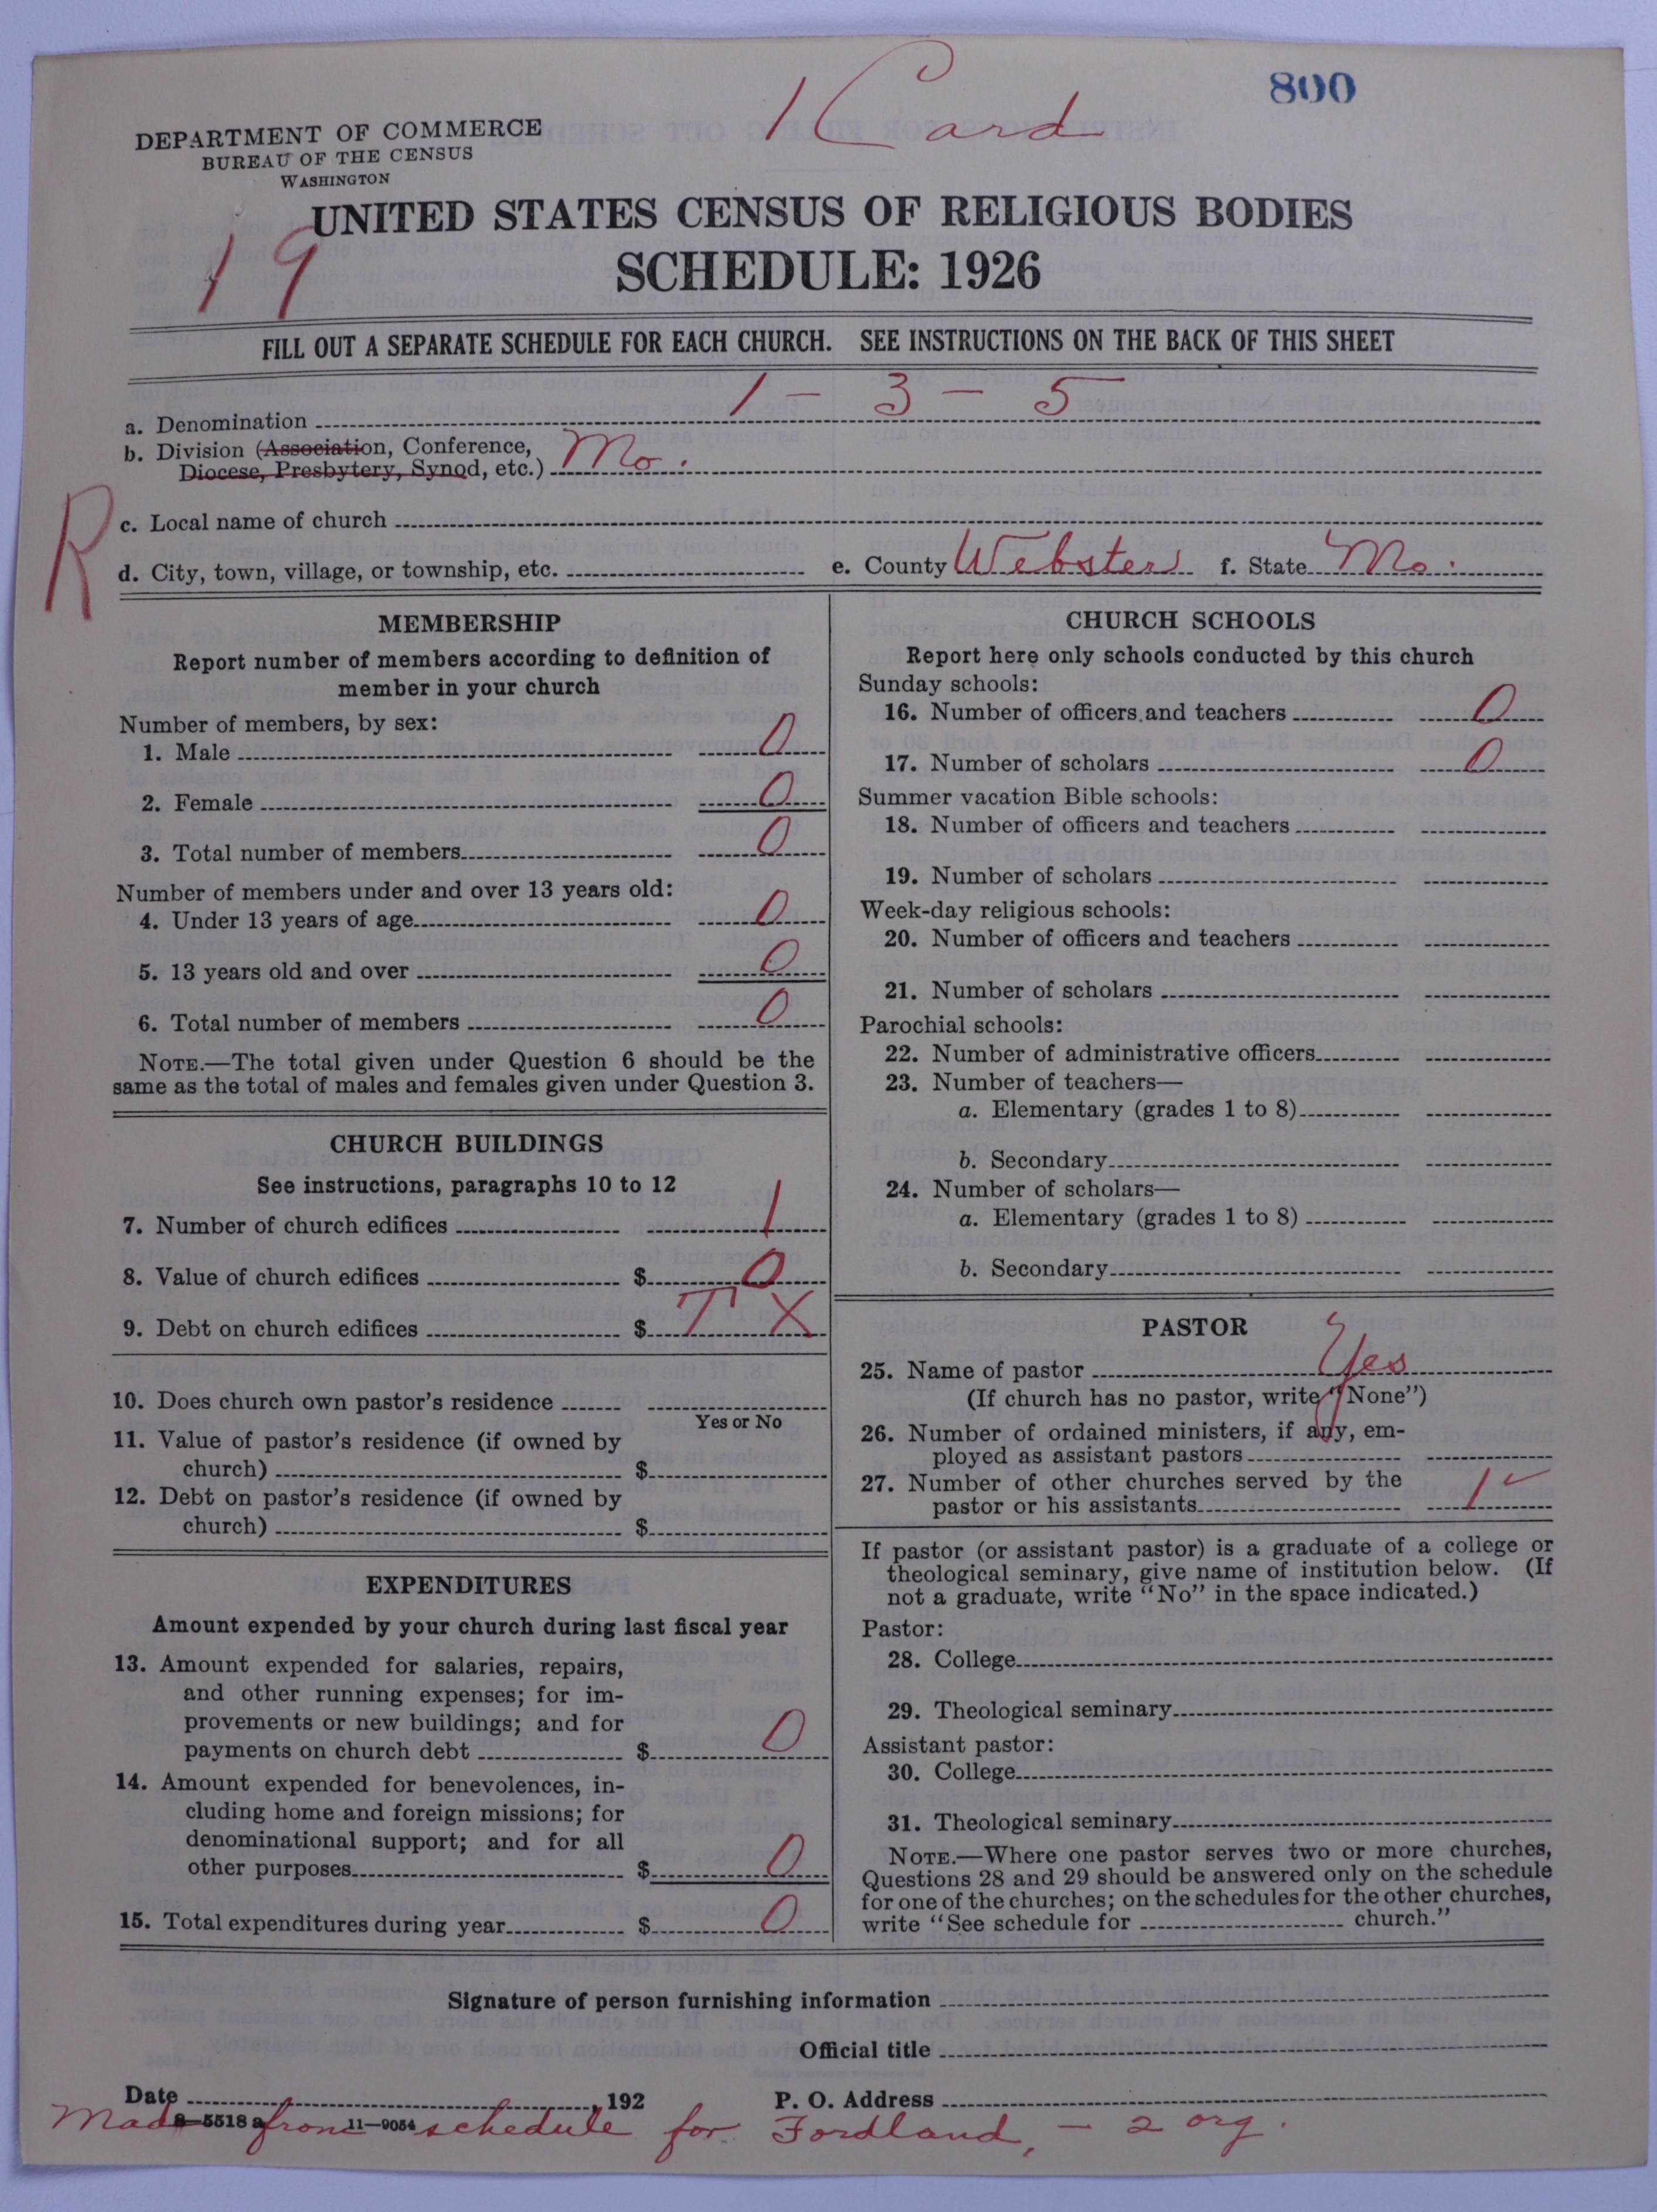 800
1 Card
DEPARTMENT OF COMMERCE
BUREAU OF THE CENSUS
WASHINGTON
UNITED STATES CENSUS OF RELIGIOUS BODIES
19
SCHEDULE: 1926
FILL OUT A SEPARATE SCHEDULE FOR EACH CHURCH. SEE INSTRUCTIONS ON THE BACK OF THIS SHEET
a. Denomination 1 - 3 - 5
b. Division (Association, Conference,
Diocese, Presbytery, Synod, etc.) Mo.
R
c. Local name of church
d. City, town, village, or township, etc. e. County Webster f. State Mo.
MEMBERSHIP
Report number of members according to definition of
member in your church
Number of members, by sex:
1. Male 0
2. Female 0
3. Total number of members 0
Number of members under and over 13 years old:
4. Under 13 years of age 0
5. 13 years old and over 0
6. Total number of members 0
NOTE.—The total given under Question 6 should be the
same as the total of males and females given under Question 3.
CHURCH BUILDINGS
See instructions, paragraphs 10 to 12
7. Number of church edifices 1
8. Value of church edifices $ 0
9. Debt on church edifices $ T X
10. Does church own pastor's residence
Yes or No
11. Value of pastor's residence (if owned by
church) $
12. Debt on pastor's residence (if owned by
church) $
EXPENDITURES
Amount expended by your church during last fiscal year
13. Amount expended for salaries, repairs,
and other running expenses; for im-
provements or new buildings; and for
payments on church debt $ 0
14. Amount expended for benevolences, in-
cluding home and foreign missions; for
denominational support; and for all
other purposes $ 0
15. Total expenditures during year $ 0
CHURCH SCHOOLS
Report here only schools conducted by this church
Sunday schools:
16. Number of officers and teachers 0
17. Number of scholars 0
Summer vacation Bible schools:
18. Number of officers and teachers
19. Number of scholars
Week-day religious schools:
20. Number of officers and teachers
21. Number of scholars
Parochial schools:
22. Number of administrative officers
23. Number of teachers—
a. Elementary (grades 1 to 8)
b. Secondary
24. Number of scholars—
a. Elementary (grades 1 to 8)
b. Secondary
PASTOR
25. Name of pastor Yes
(If church has no pastor, write "None")
26. Number of ordained ministers, if any, em-
ployed as assistant pastors
27. Number of other churches served by the
pastor or his assistants 1 ✓
If pastor (or assistant pastor) is a graduate of a college or
theological seminary, give name of institution below. (If
not a graduate, write "No" in the space indicated.)
Pastor:
28. College
29. Theological seminary
Assistant pastor:
30. College
31. Theological seminary
NOTE.—Where one pastor serves two or more churches,
Questions 28 and 29 should be answered only on the schedule
for one of the churches; on the schedules for the other churches,
write "See schedule for church."
Signature of person furnishing information
Official title
Date , 192 P. O. Address
8—5518 a 11—9054
Made from schedule for Fordland, - 2 org.